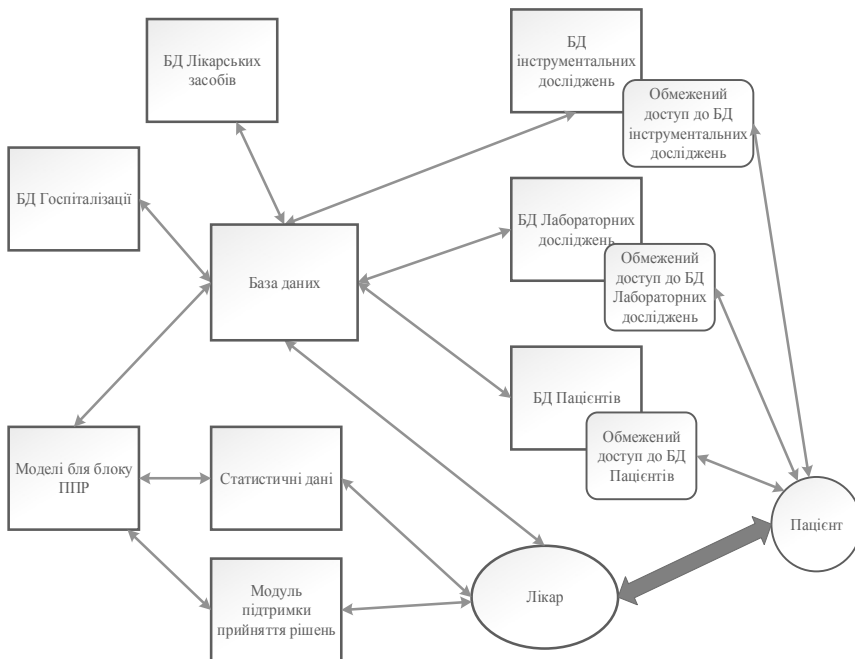 БД Лікарських
засобів
БД
інструментальних
досліджень
Обмежений
доступ до БД
інструментальних
досліджень
БД Госпіталізації
БД Лабораторних
досліджень
База даних
Обмежений
доступ до БД
Лабораторних
досліджень
БД Пацієнтів
Обмежений
доступ до БД
Пацієнтів
Моделі бля блоку
ППР
Статистичні дані
Пацієнт
Модуль
підтримки
прийняття рішень
Лікар